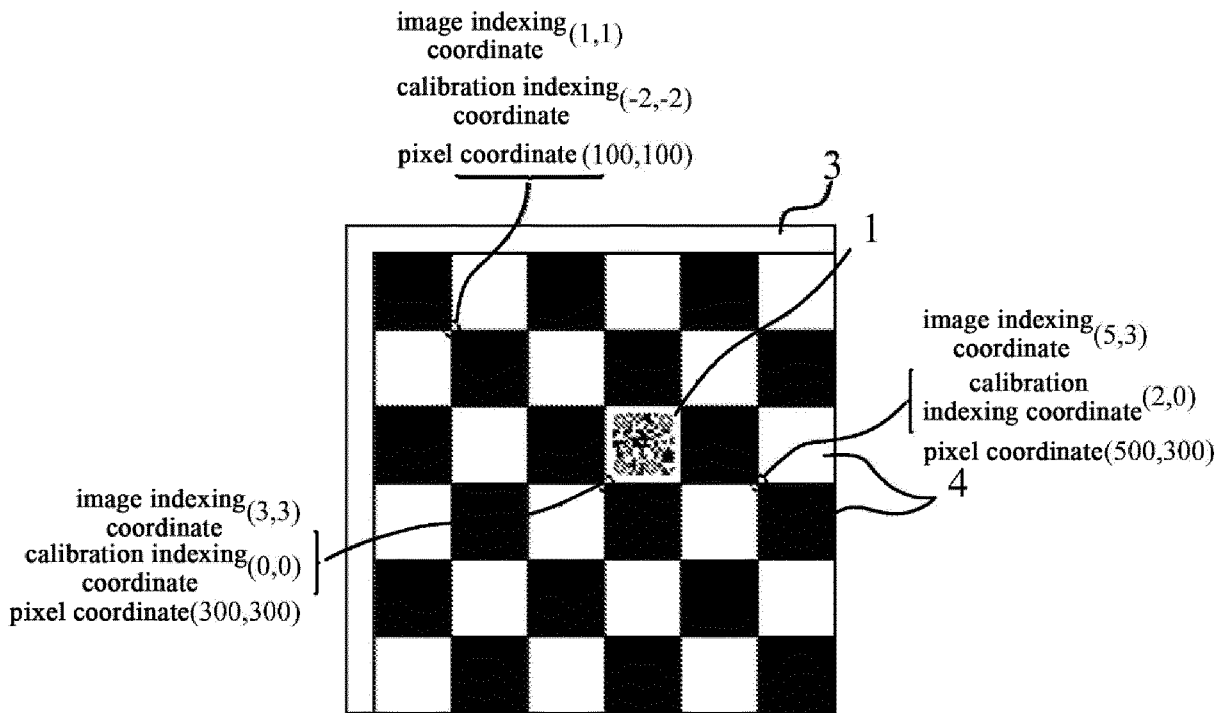 image indexing (1,1)
coordinate
calibration indexing (-2,-2)
coordinate
pixel coordinate (100,100)
3
1
image indexing (5,3)
coordinate
calibration
indexing coordinate (2,0)
pixel coordinate(500,300)
4
image indexing (3,3)
coordinate
calibration indexing (0,0)
coordinate
pixel coordinate(300,300)